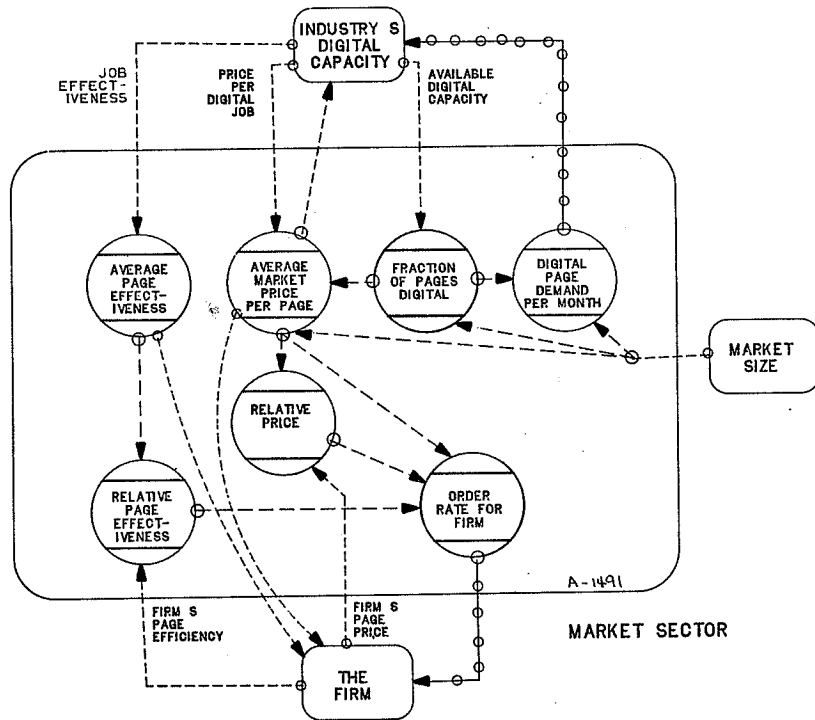 INDUSTRY S
DIGITAL
CAPACITY
JOB
EFFECT-
IVENESS
PRICE
PER
DIGITAL
JOB
AVAILABLE
DIGITAL
CAPACITY
AVERAGE
PAGE
EFFECT-
IVENESS
AVERAGE
MARKET
PRICE
PER PAGE
FRACTION
OF PAGES
DIGITAL
DIGITAL
PAGE
DEMAND
PER MONTH
MARKET
SIZE
RELATIVE
PRICE
RELATIVE
PAGE
EFFECT-
IVENESS
ORDER
RATE FOR
FIRM
A-1491
FIRM S
PAGE
EFFICIENCY
FIRM S
PAGE
PRICE
MARKET SECTOR
THE
FIRM